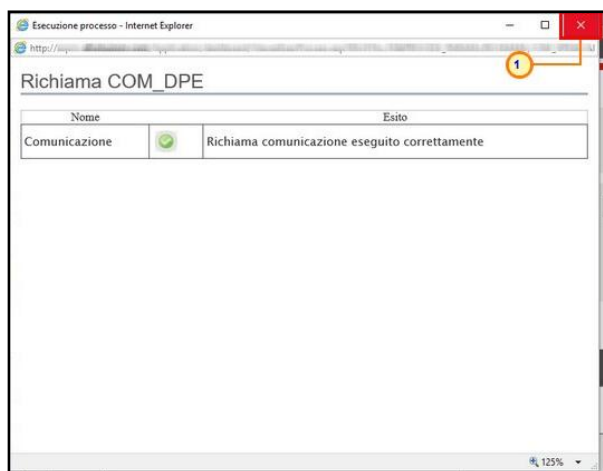 Esecuzione processo - Internet Explorer
http://
1
Richiama COM_DPE
Nome Esito
Comunicazione Richiama comunicazione eseguito correttamente
125%